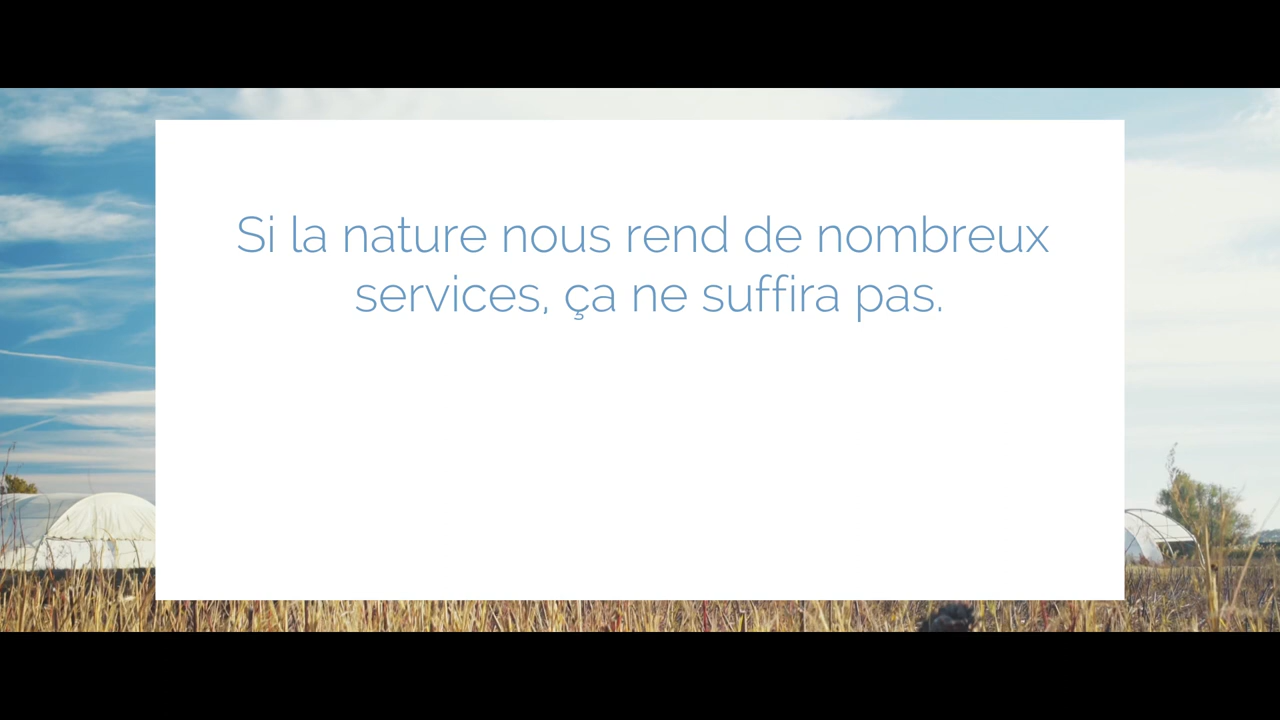 Si la nature nous rend de nombreux
services, ça ne suffira pas.